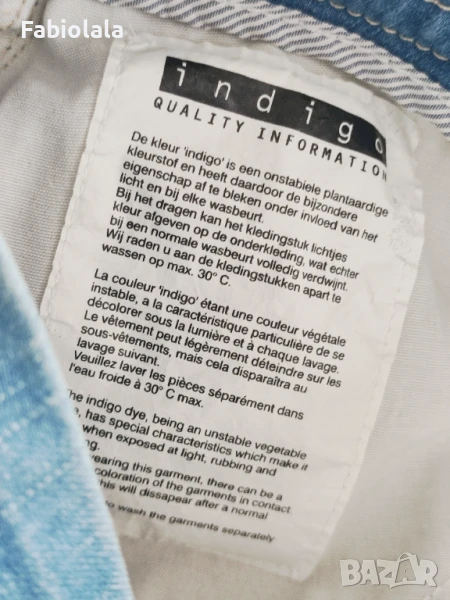 Fabiolala
indigo
QUALITY INFORMATION
De kleur 'indigo' is een onstabiele plantaardige
kleurstof en heeft daardoor de bijzondere
eigenschap af te bleken onder invloed van het
licht en bij elke wasbeurt.
Bij het dragen kan het kledingstuk lichtjes
kleur afgeven op de onderkleding, wat echter
bij een normale wasbeurt volledig verdwijnt.
Wij raden u aan de kledingstukken apart te
wassen op max. 30° C.
La couleur 'indigo' étant une couleur végétale
instable, a la caractéristique particulière de se
décolorer sous la lumière et à chaque lavage.
Le vêtement peut légèrement déteindre sur les
sous-vêtements, mais cela disparaîtra au
lavage suivant.
Veuillez laver les pièces séparément dans
l'eau froide à 30° C max.
The indigo dye, being an unstable vegetable
, has special characteristics which make it
when exposed at light, rubbing and
wearing this garment, there can be a
coloration of the garments in contact
this will dissapear after a normal
to wash the garments separately
BAZAR